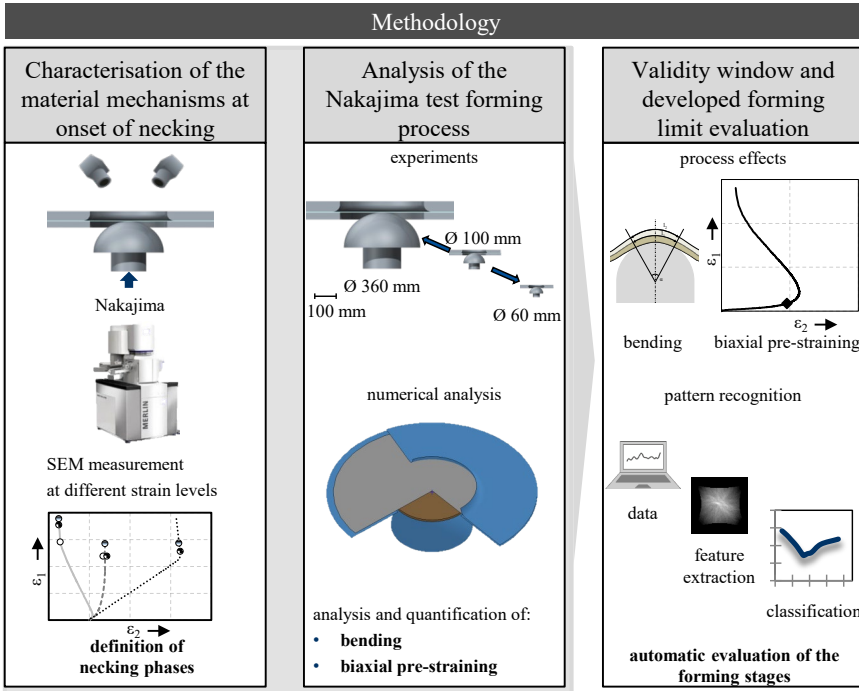 Methodology
Characterisation of the
material mechanisms at
onset of necking
Nakajima
MERLIN
SEM measurement
at different strain levels
ε1
ε2
definition of
necking phases
Analysis of the
Nakajima test forming
process
experiments
Ø 100 mm
Ø 360 mm
100 mm
Ø 60 mm
numerical analysis
analysis and quantification of:
• bending
• biaxial pre-straining
Validity window and
developed forming
limit evaluation
process effects
ε1
ε2
bending
biaxial pre-straining
pattern recognition
data
feature
extraction
classification
automatic evaluation of the
forming stages